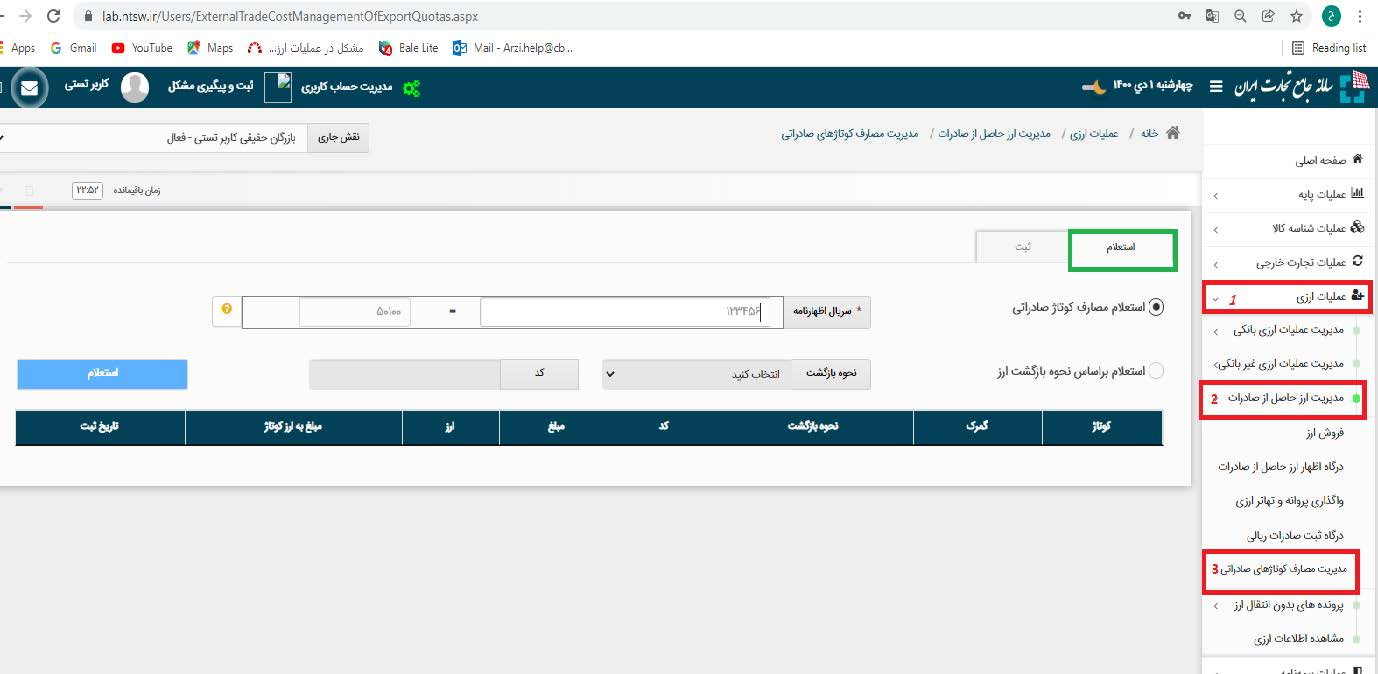 lab.ntsw.ir/Users/ExternalTradeCostManagementOfExportQuotas.aspx
Apps
Gmail
YouTube
Maps
مشکل در عملیات ارز...
Bale Lite
Mail - Arzi.help@cb...
Reading list
سامانه جامع تجارت ایران
چهارشنبه ۱ دي ۱۴۰۰
مدیریت حساب کاربری
ثبت و پیگیری مشکل
کاربر تستی
خانه / عملیات ارزی / مدیریت ارز حاصل از صادرات / مدیریت مصارف کوتاژهای صادراتی
نقش جاری
بازرگان حقیقی کاربر تستی - فعال
زمان باقیمانده ۲۲:۵۲
صفحه اصلی
عملیات پایه
عملیات شناسه کالا
عملیات تجارت خارجی
عملیات ارزی 1
مدیریت عملیات ارزی بانکی
مدیریت عملیات ارزی غیر بانکی
مدیریت ارز حاصل از صادرات 2
فروش ارز
درگاه اظهار ارز حاصل از صادرات
واگذاری پروانه و تهاتر ارزی
درگاه ثبت صادرات ریالی
مدیریت مصارف کوتاژهای صادراتی 3
پرونده های بدون انتقال ارز
مشاهده اطلاعات ارزی
عملیات بیمه‌نامه
استعلام
ثبت
استعلام مصارف کوتاژ صادراتی
* سریال اظهارنامه
۱۲۳۴۵۶
-
۵۰۱۰۰
استعلام براساس نحوه بازگشت ارز
نحوه بازگشت
انتخاب کنید
کد
استعلام
کوتاژ
گمرک
نحوه بازگشت
کد
مبلغ
ارز
مبلغ به ارز کوتاژ
تاریخ ثبت